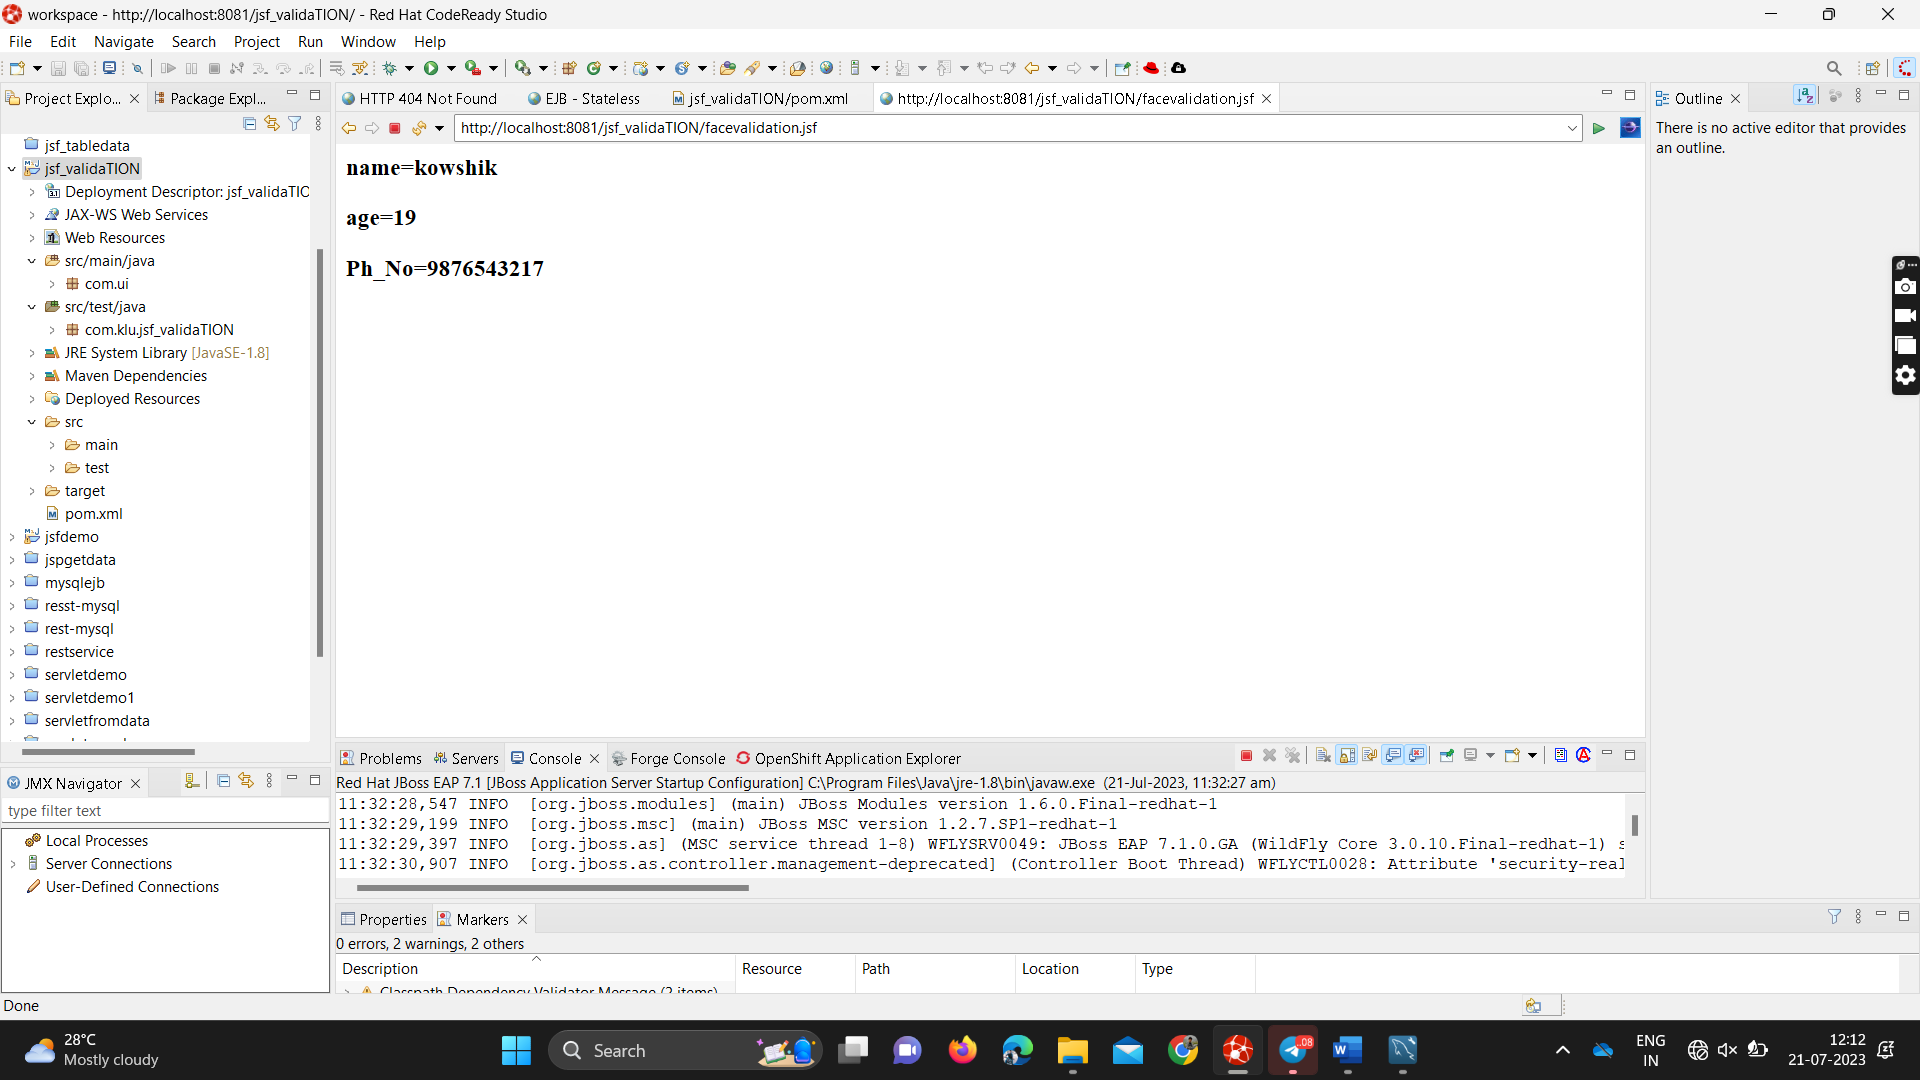 workspace - http://localhost:8081/jsf_validaTION/ - Red Hat CodeReady Studio
File Edit Navigate Search Project Run Window Help
Project Explo... Package Expl...
HTTP 404 Not Found EJB - Stateless jsf_validaTION/pom.xml http://localhost:8081/jsf_validaTION/facevalidation.jsf
Outline
http://localhost:8081/jsf_validaTION/facevalidation.jsf
There is no active editor that provides
an outline.
jsf_tabledata
jsf_validaTION
Deployment Descriptor: jsf_validaTIO
JAX-WS Web Services
Web Resources
src/main/java
com.ui
src/test/java
com.klu.jsf_validaTION
JRE System Library [JavaSE-1.8]
Maven Dependencies
Deployed Resources
src
main
test
target
pom.xml
jsfdemo
jspgetdata
mysqlejb
resst-mysql
rest-mysql
restservice
servletdemo
servletdemo1
servletfromdata
name=kowshik
age=19
Ph_No=9876543217
Problems Servers Console Forge Console OpenShift Application Explorer
Red Hat JBoss EAP 7.1 [JBoss Application Server Startup Configuration] C:\Program Files\Java\jre-1.8\bin\javaw.exe (21-Jul-2023, 11:32:27 am)
11:32:28,547 INFO [org.jboss.modules] (main) JBoss Modules version 1.6.0.Final-redhat-1
11:32:29,199 INFO [org.jboss.msc] (main) JBoss MSC version 1.2.7.SP1-redhat-1
11:32:29,397 INFO [org.jboss.as] (MSC service thread 1-8) WFLYSRV0049: JBoss EAP 7.1.0.GA (WildFly Core 3.0.10.Final-redhat-1) s
11:32:30,907 INFO [org.jboss.as.controller.management-deprecated] (Controller Boot Thread) WFLYCTL0028: Attribute 'security-real
JMX Navigator
type filter text
Local Processes
Server Connections
User-Defined Connections
Properties Markers
0 errors, 2 warnings, 2 others
Description Resource Path Location Type
Classpath Dependency Validator Message (2 items)
Done
28°C
Mostly cloudy
Search
.08
ENG
IN
12:12
21-07-2023